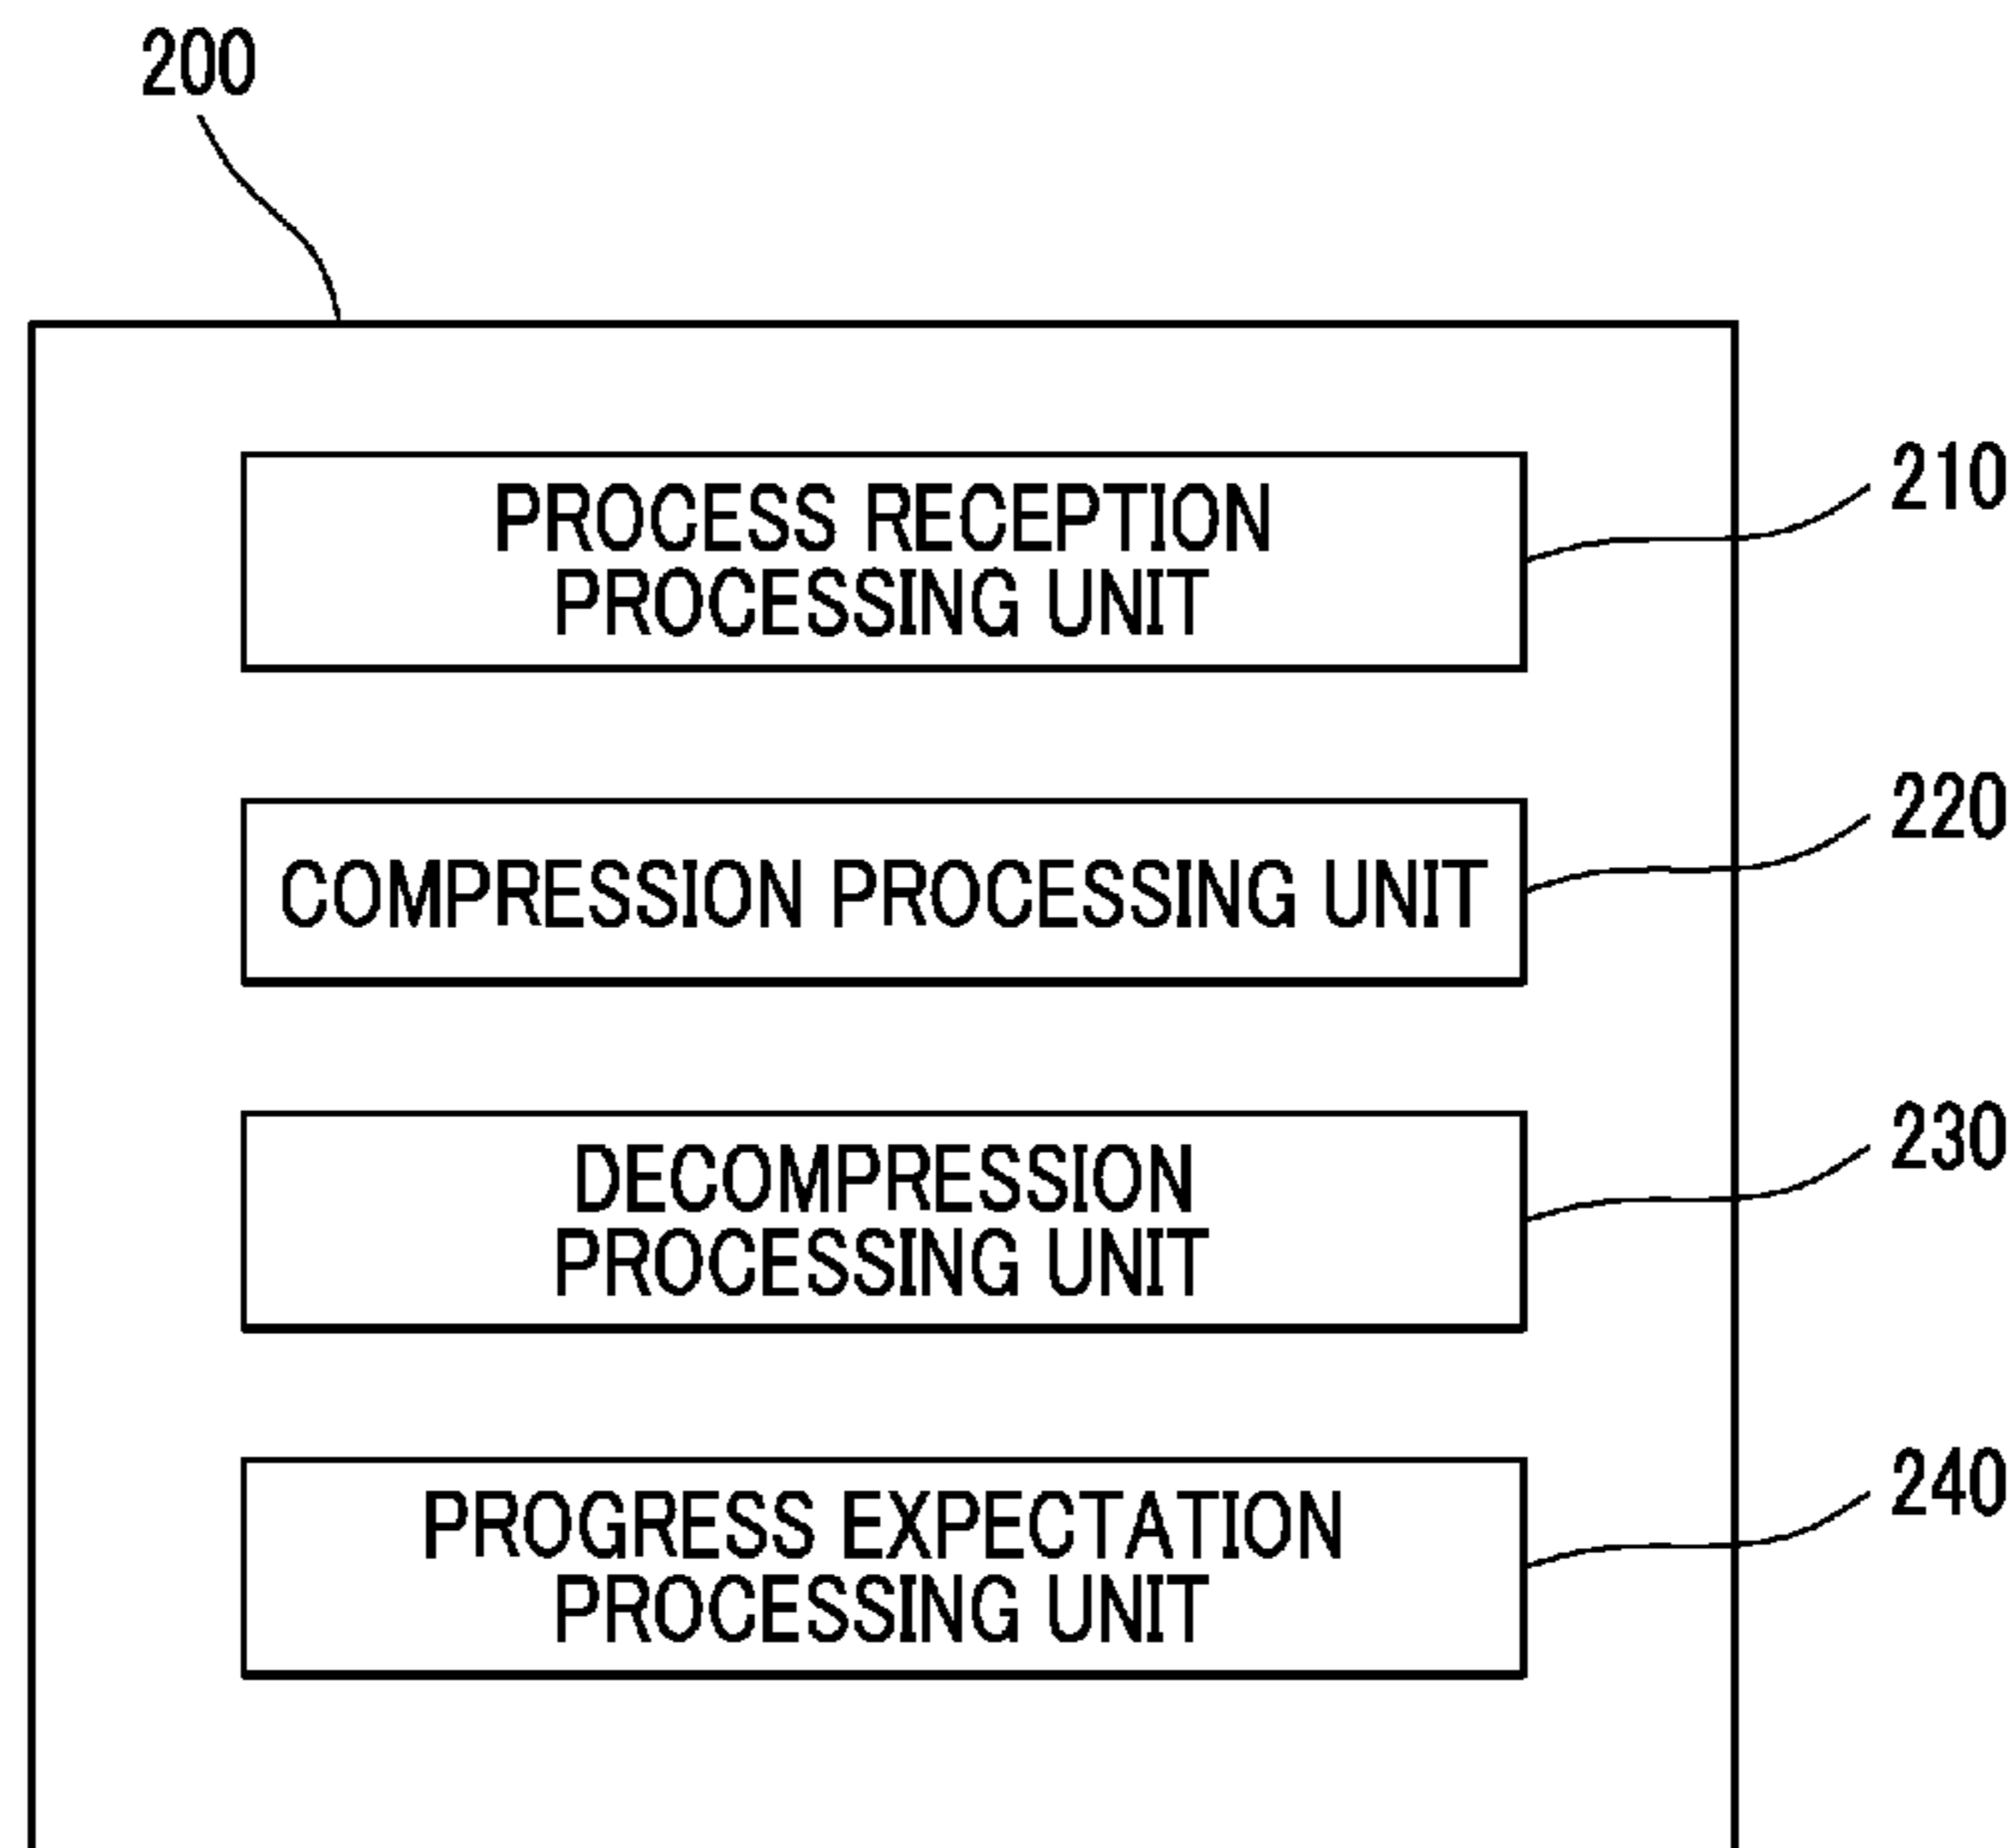 200
PROCESS RECEPTION
PROCESSING UNIT
210
COMPRESSION PROCESSING UNIT
220
DECOMPRESSION
PROCESSING UNIT
230
PROGRESS EXPECTATION
PROCESSING UNIT
240